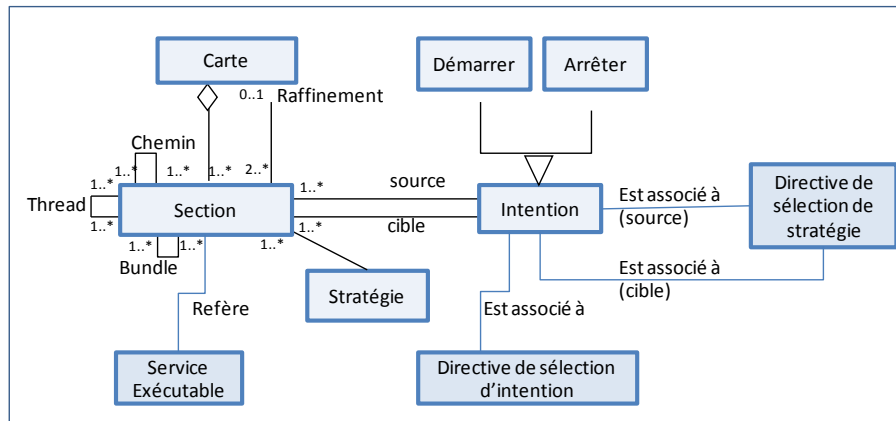 Carte
Démarrer
Arrêter
0..1
Raffinement
Chemin
1..*
1..*
1..*
2..*
1..*
Thread
1..*
1..*
Section
source
cible
1..*
Intention
Est associé à
(source)
Directive de
sélection de
stratégie
1..*
1..*
Bundle
1..*
Refère
Stratégie
Est associé à
Est associé à
(cible)
Service
Exécutable
Directive de sélection
d’intention